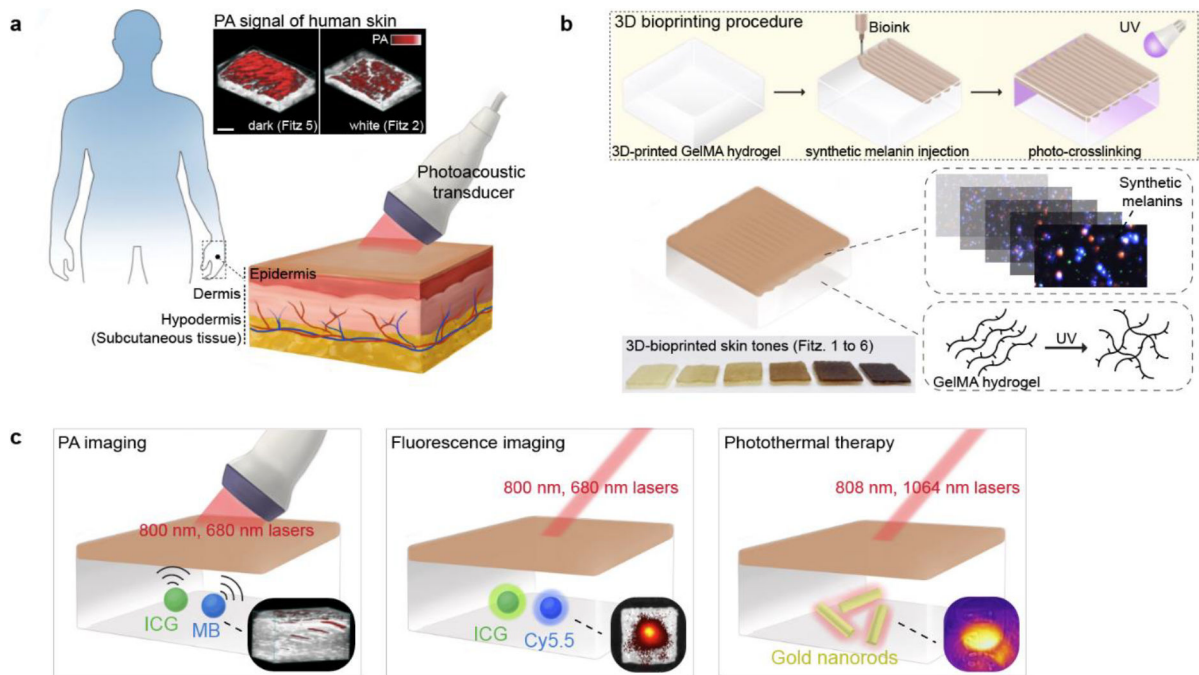 a
PA signal of human skin
PA
dark (Fitz 5)
white (Fitz 2)
Photoacoustic
transducer
Epidermis
Dermis
Hypodermis
(Subcutaneous tissue)
b
3D bioprinting procedure
Bioink
UV
3D-printed GelMA hydrogel
synthetic melanin injection
photo-crosslinking
Synthetic
melanins
3D-bioprinted skin tones (Fitz. 1 to 6)
UV
GelMA hydrogel
c
PA imaging
800 nm, 680 nm lasers
ICG
MB
Fluorescence imaging
800 nm, 680 nm lasers
ICG
Cy5.5
Photothermal therapy
808 nm, 1064 nm lasers
Gold nanorods